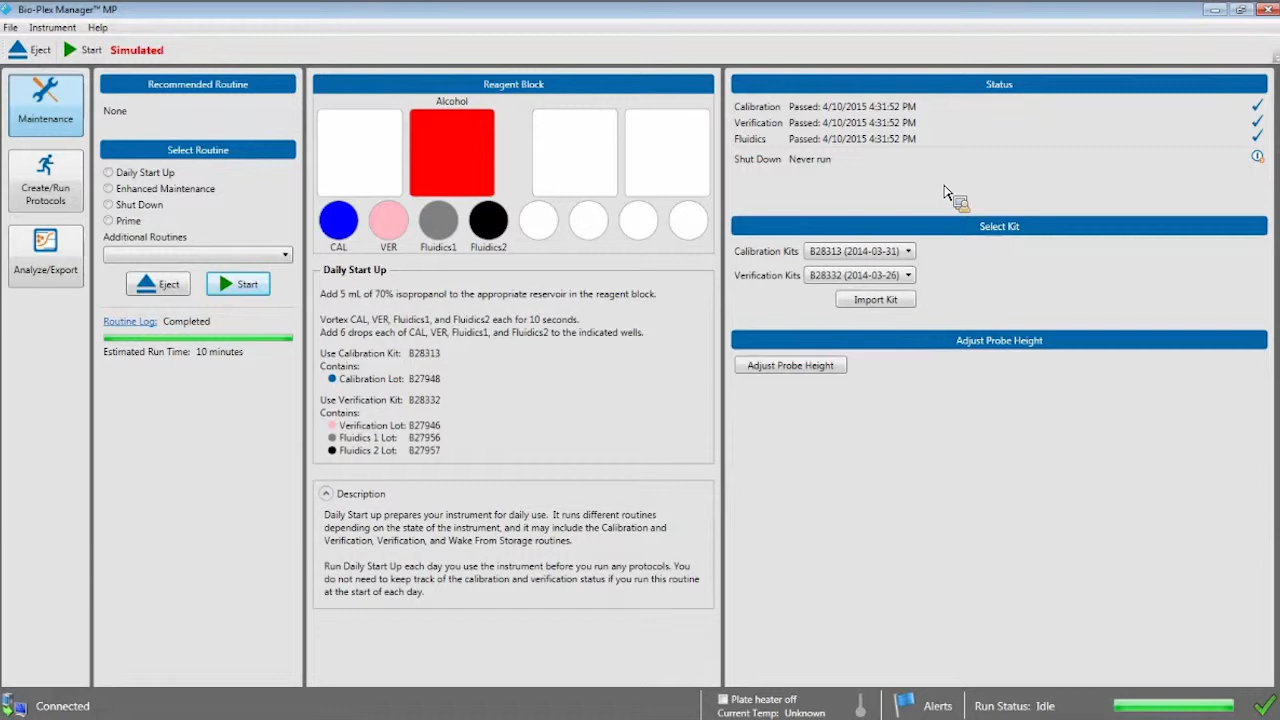 Bio-Plex Manager™ MP
File Instrument Help
Eject Start Simulated
Maintenance
Create/Run
Protocols
Analyze/Export
Recommended Routine
None
Select Routine
Daily Start Up
Enhanced Maintenance
Shut Down
Prime
Additional Routines
Eject Start
Routine Log: Completed
Estimated Run Time: 10 minutes
Reagent Block
Alcohol
CAL VER Fluidics1 Fluidics2
Daily Start Up
Add 5 mL of 70% isopropanol to the appropriate reservoir in the reagent block.
Vortex CAL, VER, Fluidics1, and Fluidics2 each for 10 seconds.
Add 6 drops each of CAL, VER, Fluidics1, and Fluidics2 to the indicated wells.
Use Calibration Kit: B28313
Contains:
Calibration Lot: B27948
Use Verification Kit: B28332
Contains:
Verification Lot: B27946
Fluidics 1 Lot: B27956
Fluidics 2 Lot: B27957
Description
Daily Start up prepares your instrument for daily use. It runs different routines
depending on the state of the instrument, and it may include the Calibration and
Verification, Verification, and Wake From Storage routines.
Run Daily Start Up each day you use the instrument before you run any protocols. You
do not need to keep track of the calibration and verification status if you run this routine
at the start of each day.
Status
Calibration Passed: 4/10/2015 4:31:52 PM
Verification Passed: 4/10/2015 4:31:52 PM
Fluidics Passed: 4/10/2015 4:31:52 PM
Shut Down Never run
Select Kit
Calibration Kits B28313 (2014-03-31)
Verification Kits B28332 (2014-03-26)
Import Kit
Adjust Probe Height
Adjust Probe Height
Connected
Plate heater off
Current Temp: Unknown
Alerts
Run Status: Idle